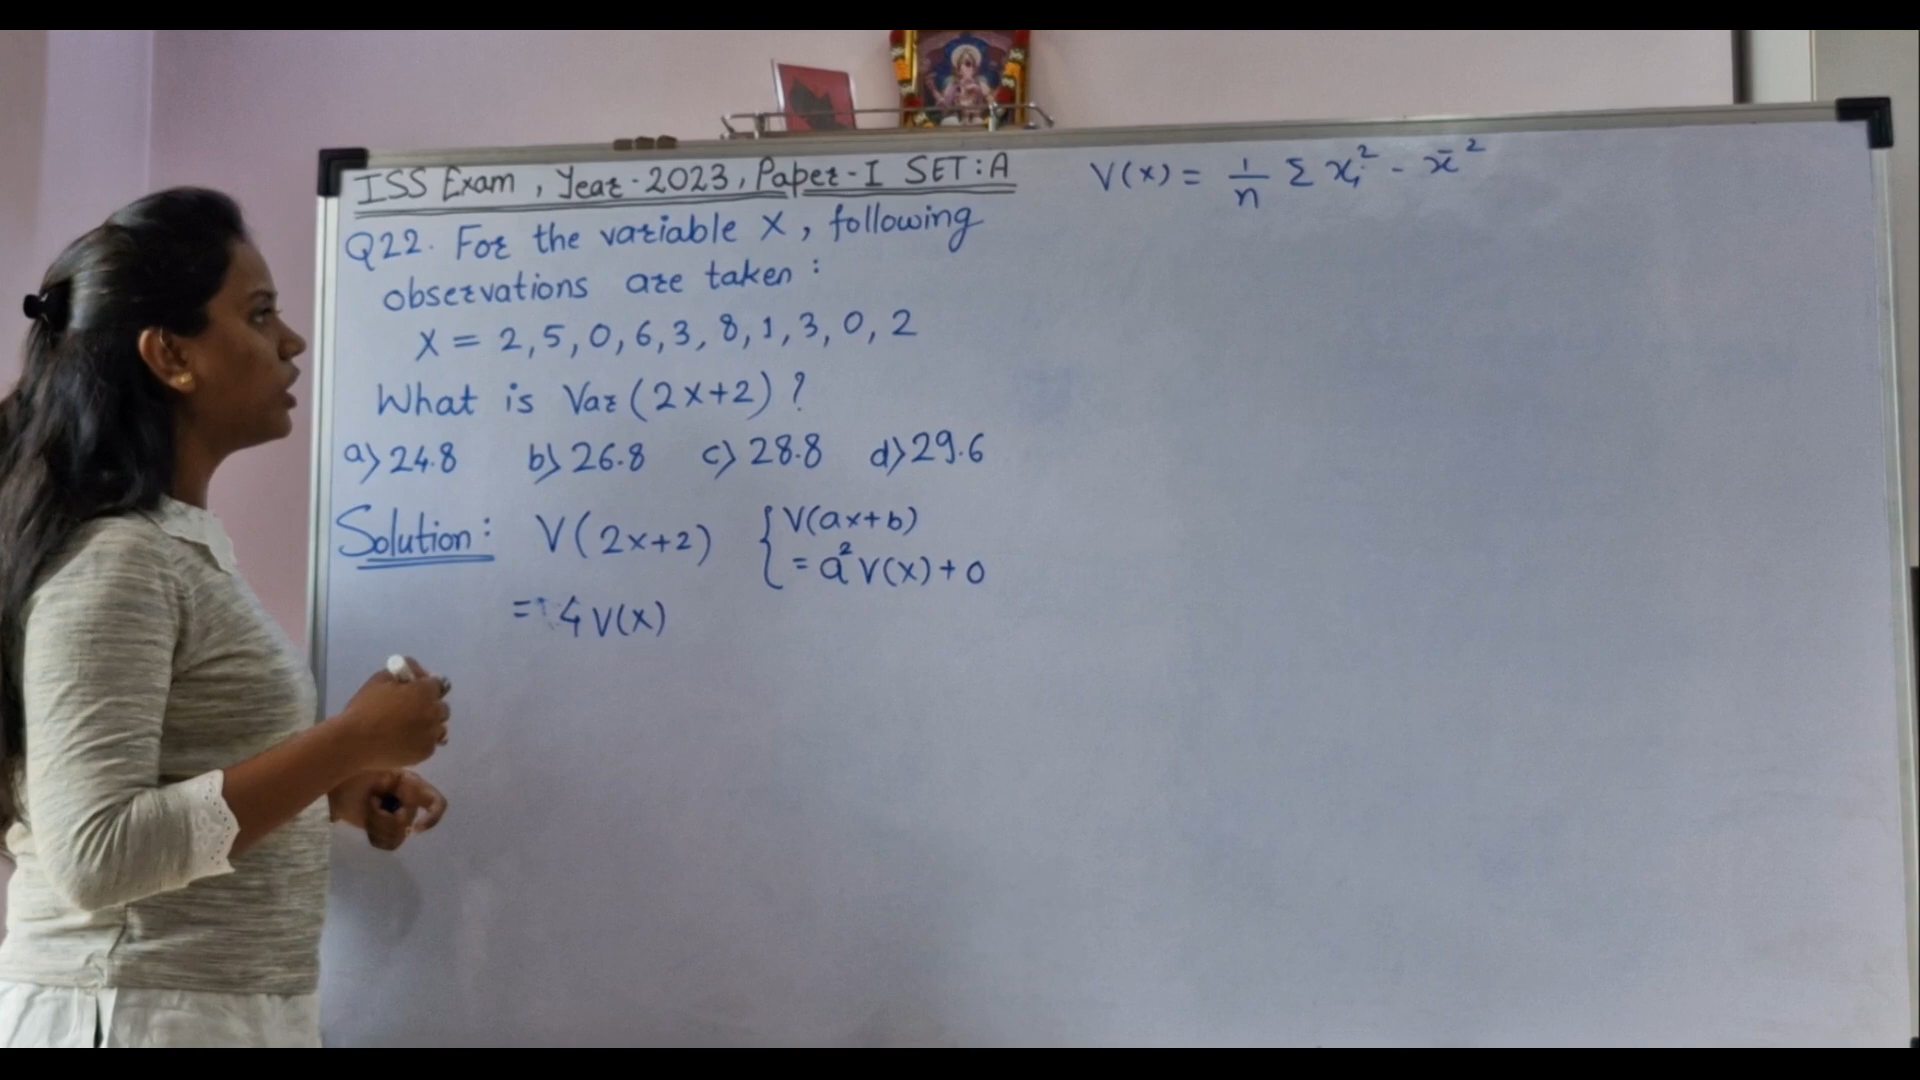 ISS Exam, Year-2023, Paper-I SET:A
Q22. For the variable X, following
observations are taken:
X = 2, 5, 0, 6, 3, 8, 1, 3, 0, 2
What is Var(2X+2)?
a) 24.8 b) 26.8 c) 28.8 d) 29.6
Solution: V(2x+2) { V(ax+b)
= a² V(x) + 0
= 4 V(x)
V(x) = 1/n Σ xᵢ² - x̄²